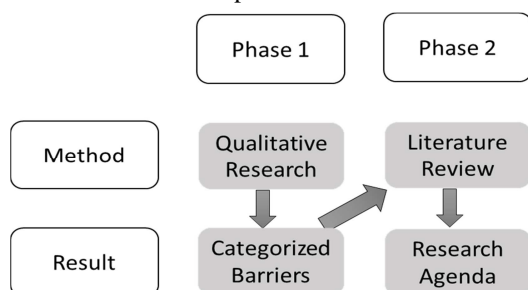 Phase 1
Phase 2
Method
Qualitative
Research
Literature
Review
Result
Categorized
Barriers
Research
Agenda